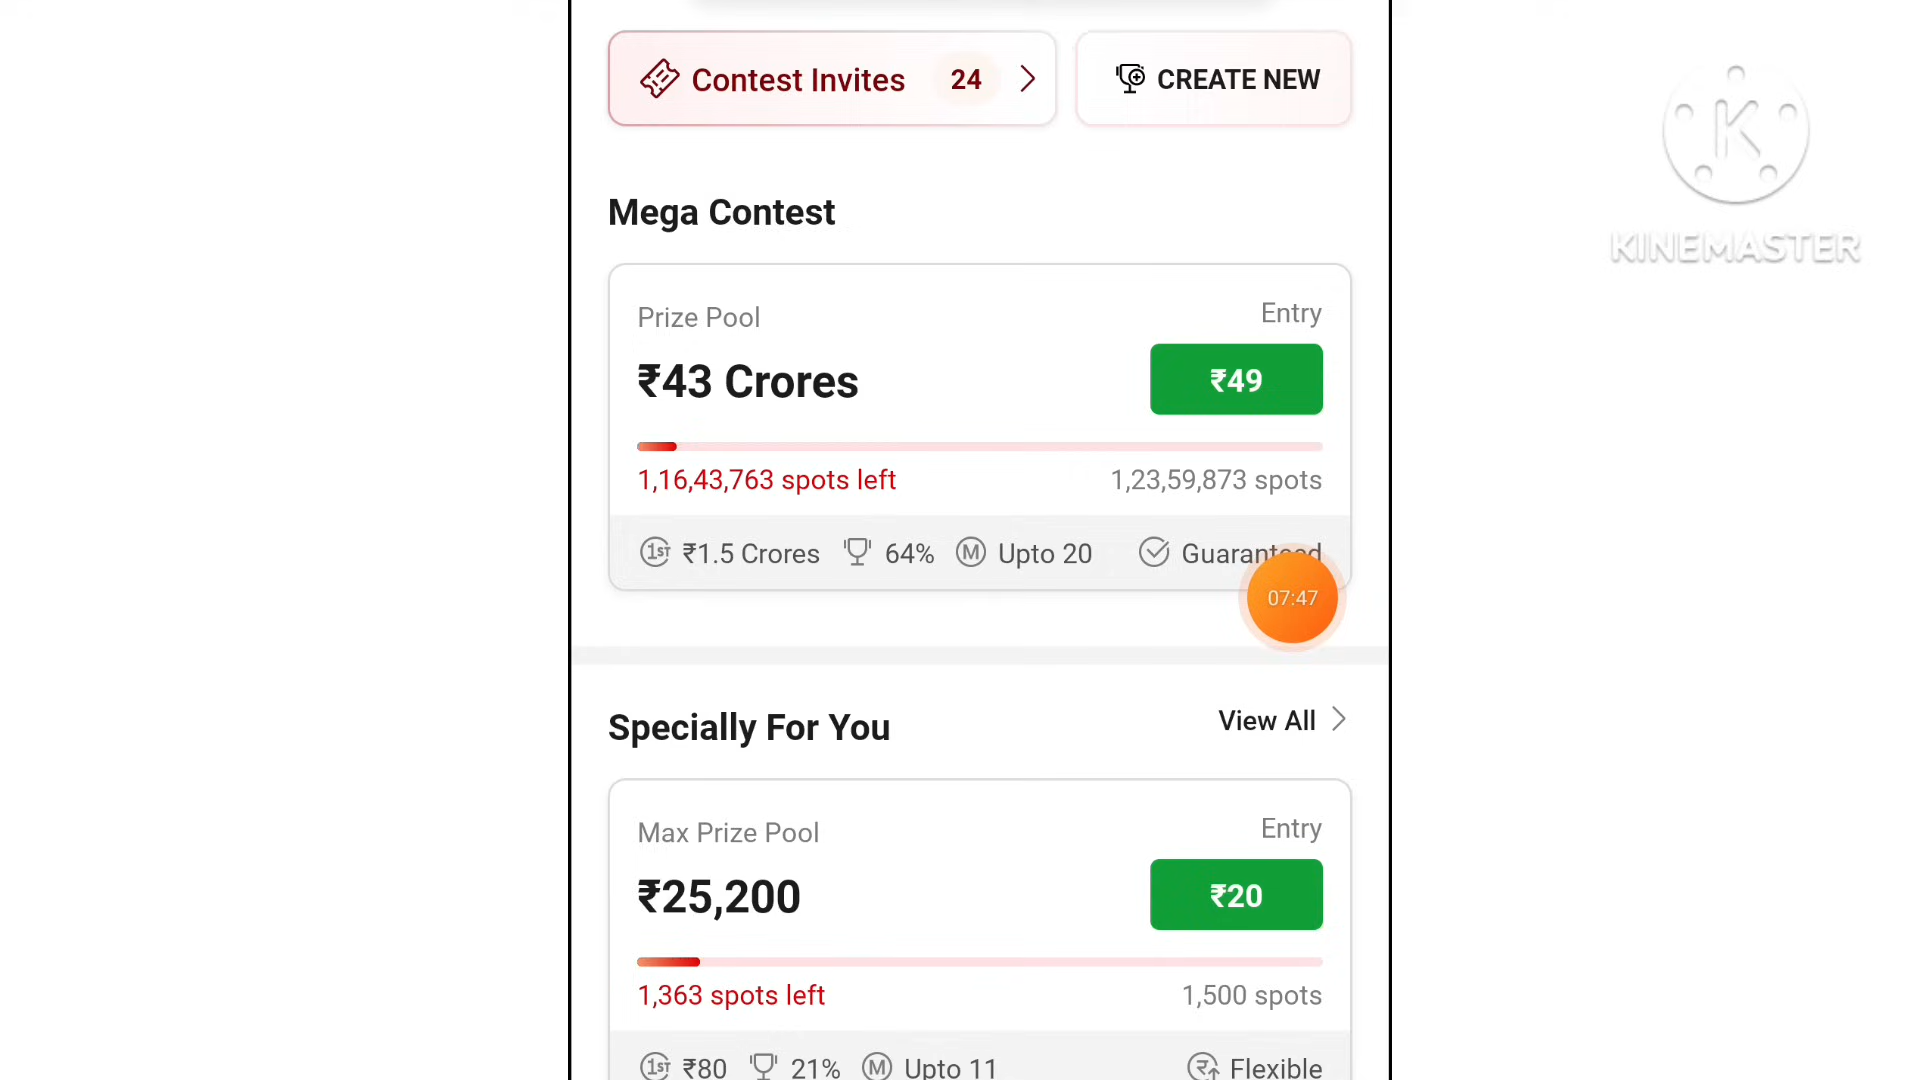 Contest Invites 24
CREATE NEW
K
KINEMASTER
Mega Contest
Prize Pool
Entry
₹43 Crores
₹49
1,16,43,763 spots left
1,23,59,873 spots
1ST ₹1.5 Crores 64% M Upto 20 Guaranteed
07:47
Specially For You
View All
Max Prize Pool
Entry
₹25,200
₹20
1,363 spots left
1,500 spots
1ST ₹80 21% M Upto 11 ₹ Flexible